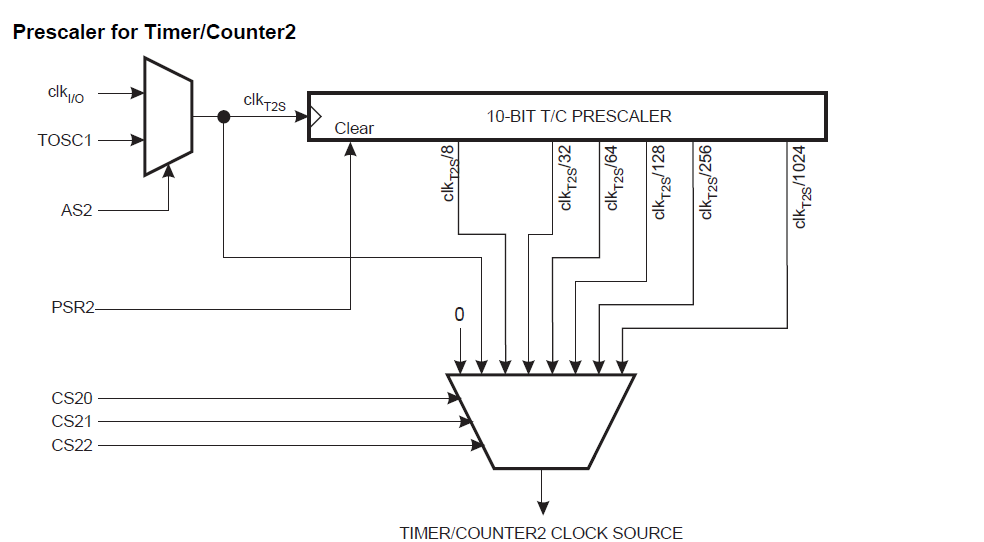 Prescaler for Timer/Counter2
clkI/O
clkT2S
10-BIT T/C PRESCALER
TOSC1
Clear
clkT2S/8
clkT2S/32
clkT2S/64
clkT2S/128
clkT2S/256
clkT2S/1024
AS2
PSR2
0
CS20
CS21
CS22
TIMER/COUNTER2 CLOCK SOURCE